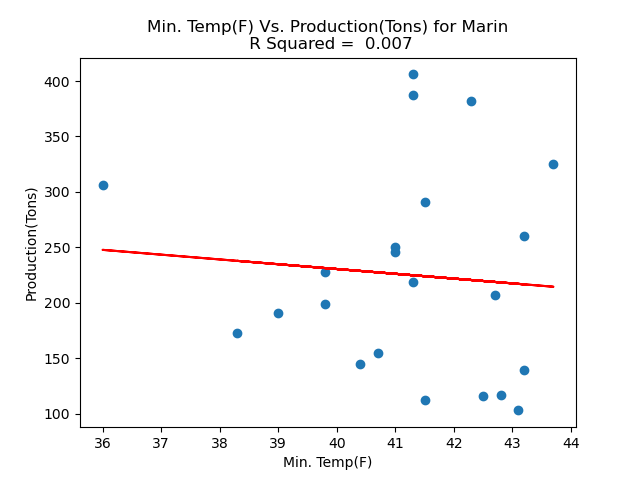 Min. Temp(F) Vs. Production(Tons) for Marin
R Squared =  0.007
400
350
300
250
200
150
100
Production(Tons)
36 37 38 39 40 41 42 43 44
Min. Temp(F)